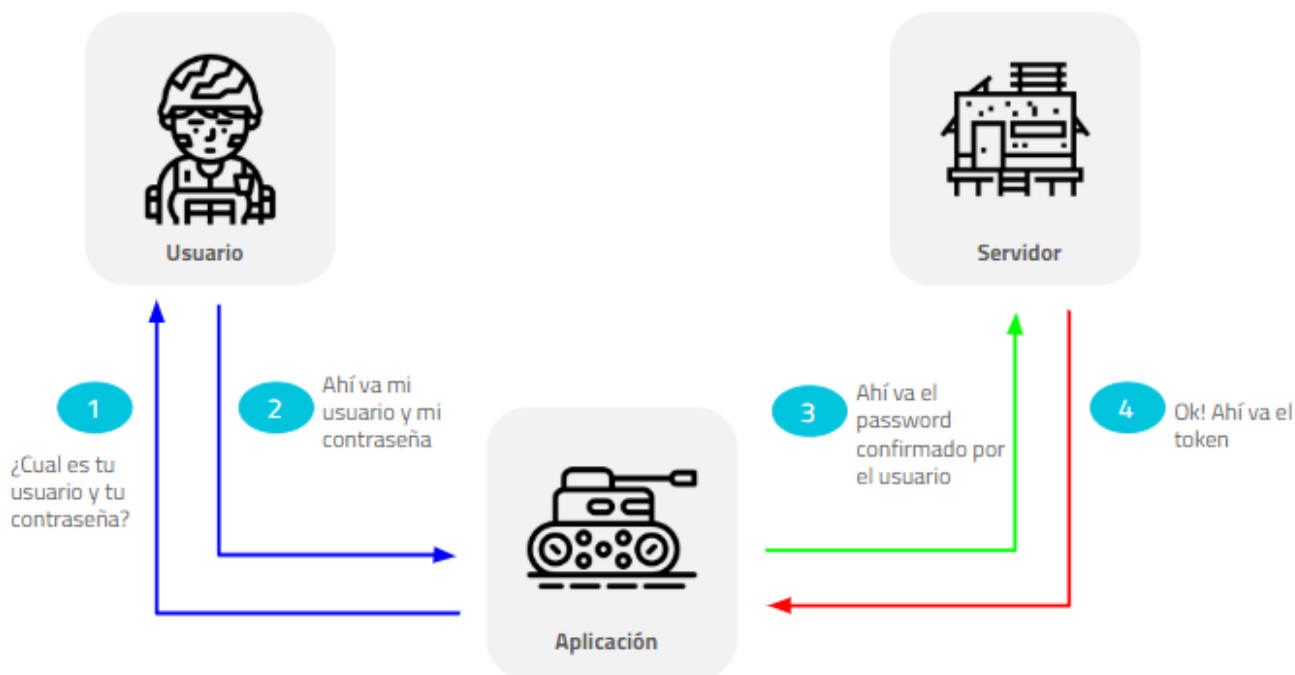 Usuario
Servidor
1
¿Cual es tu
usuario y tu
contraseña?
2
Ahí va mi
usuario y mi
contraseña
3
Ahí va el
password
confirmado por
el usuario
4
Ok! Ahí va el
token
Aplicación